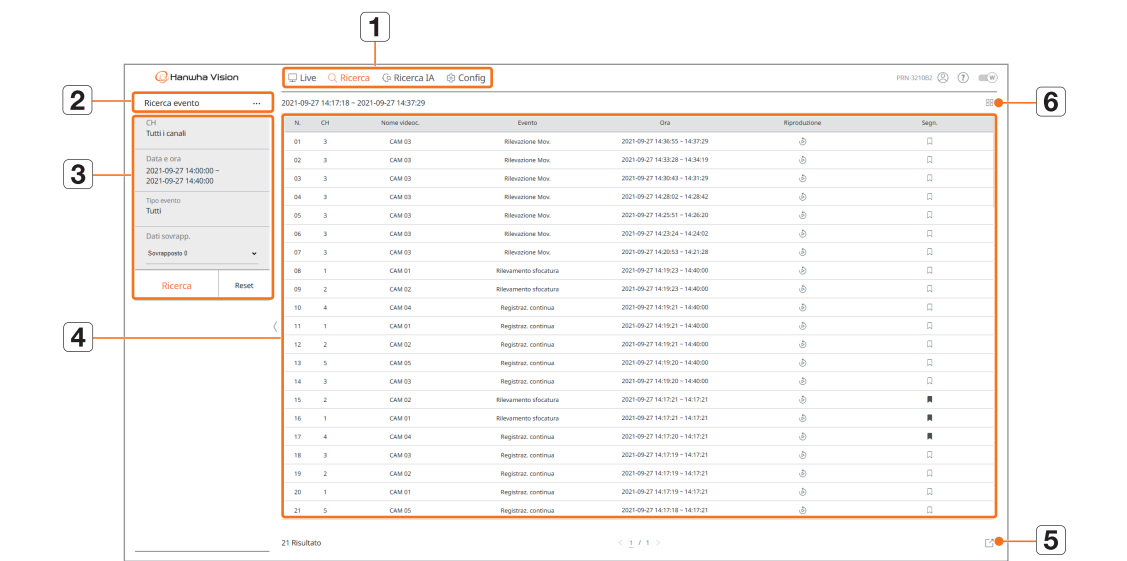 1
Hanwha Vision
Live Ricerca Ricerca IA Config
PRN-3210B2 ? W
2
Ricerca evento ...
2021-09-27 14:17:18 ~ 2021-09-27 14:37:29
6
3
CH
Tutti i canali
Data e ora
2021-09-27 14:00:00 ~
2021-09-27 14:40:00
Tipo evento
Tutti
Dati sovrapp.
Sovrapposto 0
Ricerca Reset
4
N. CH Nome videoc. Evento Ora Riproduzione Segn.
01 3 CAM 03 Rilevazione Mov. 2021-09-27 14:36:55 ~ 14:37:29
02 3 CAM 03 Rilevazione Mov. 2021-09-27 14:33:28 ~ 14:34:19
03 3 CAM 03 Rilevazione Mov. 2021-09-27 14:30:43 ~ 14:31:29
04 3 CAM 03 Rilevazione Mov. 2021-09-27 14:28:02 ~ 14:28:42
05 3 CAM 03 Rilevazione Mov. 2021-09-27 14:25:51 ~ 14:26:20
06 3 CAM 03 Rilevazione Mov. 2021-09-27 14:23:24 ~ 14:24:02
07 3 CAM 03 Rilevazione Mov. 2021-09-27 14:20:53 ~ 14:21:28
08 1 CAM 01 Rilevamento sfocatura 2021-09-27 14:19:23 ~ 14:40:00
09 2 CAM 02 Rilevamento sfocatura 2021-09-27 14:19:23 ~ 14:40:00
10 4 CAM 04 Registraz. continua 2021-09-27 14:19:21 ~ 14:40:00
11 1 CAM 01 Registraz. continua 2021-09-27 14:19:21 ~ 14:40:00
12 2 CAM 02 Registraz. continua 2021-09-27 14:19:21 ~ 14:40:00
13 5 CAM 05 Registraz. continua 2021-09-27 14:19:20 ~ 14:40:00
14 3 CAM 03 Registraz. continua 2021-09-27 14:19:20 ~ 14:40:00
15 2 CAM 02 Rilevamento sfocatura 2021-09-27 14:17:21 ~ 14:17:21
16 1 CAM 01 Rilevamento sfocatura 2021-09-27 14:17:21 ~ 14:17:21
17 4 CAM 04 Registraz. continua 2021-09-27 14:17:20 ~ 14:17:21
18 3 CAM 03 Registraz. continua 2021-09-27 14:17:19 ~ 14:17:21
19 2 CAM 02 Registraz. continua 2021-09-27 14:17:19 ~ 14:17:21
20 1 CAM 01 Registraz. continua 2021-09-27 14:17:19 ~ 14:17:21
21 5 CAM 05 Registraz. continua 2021-09-27 14:17:18 ~ 14:17:21
21 Risultato < 1 / 1 >
5